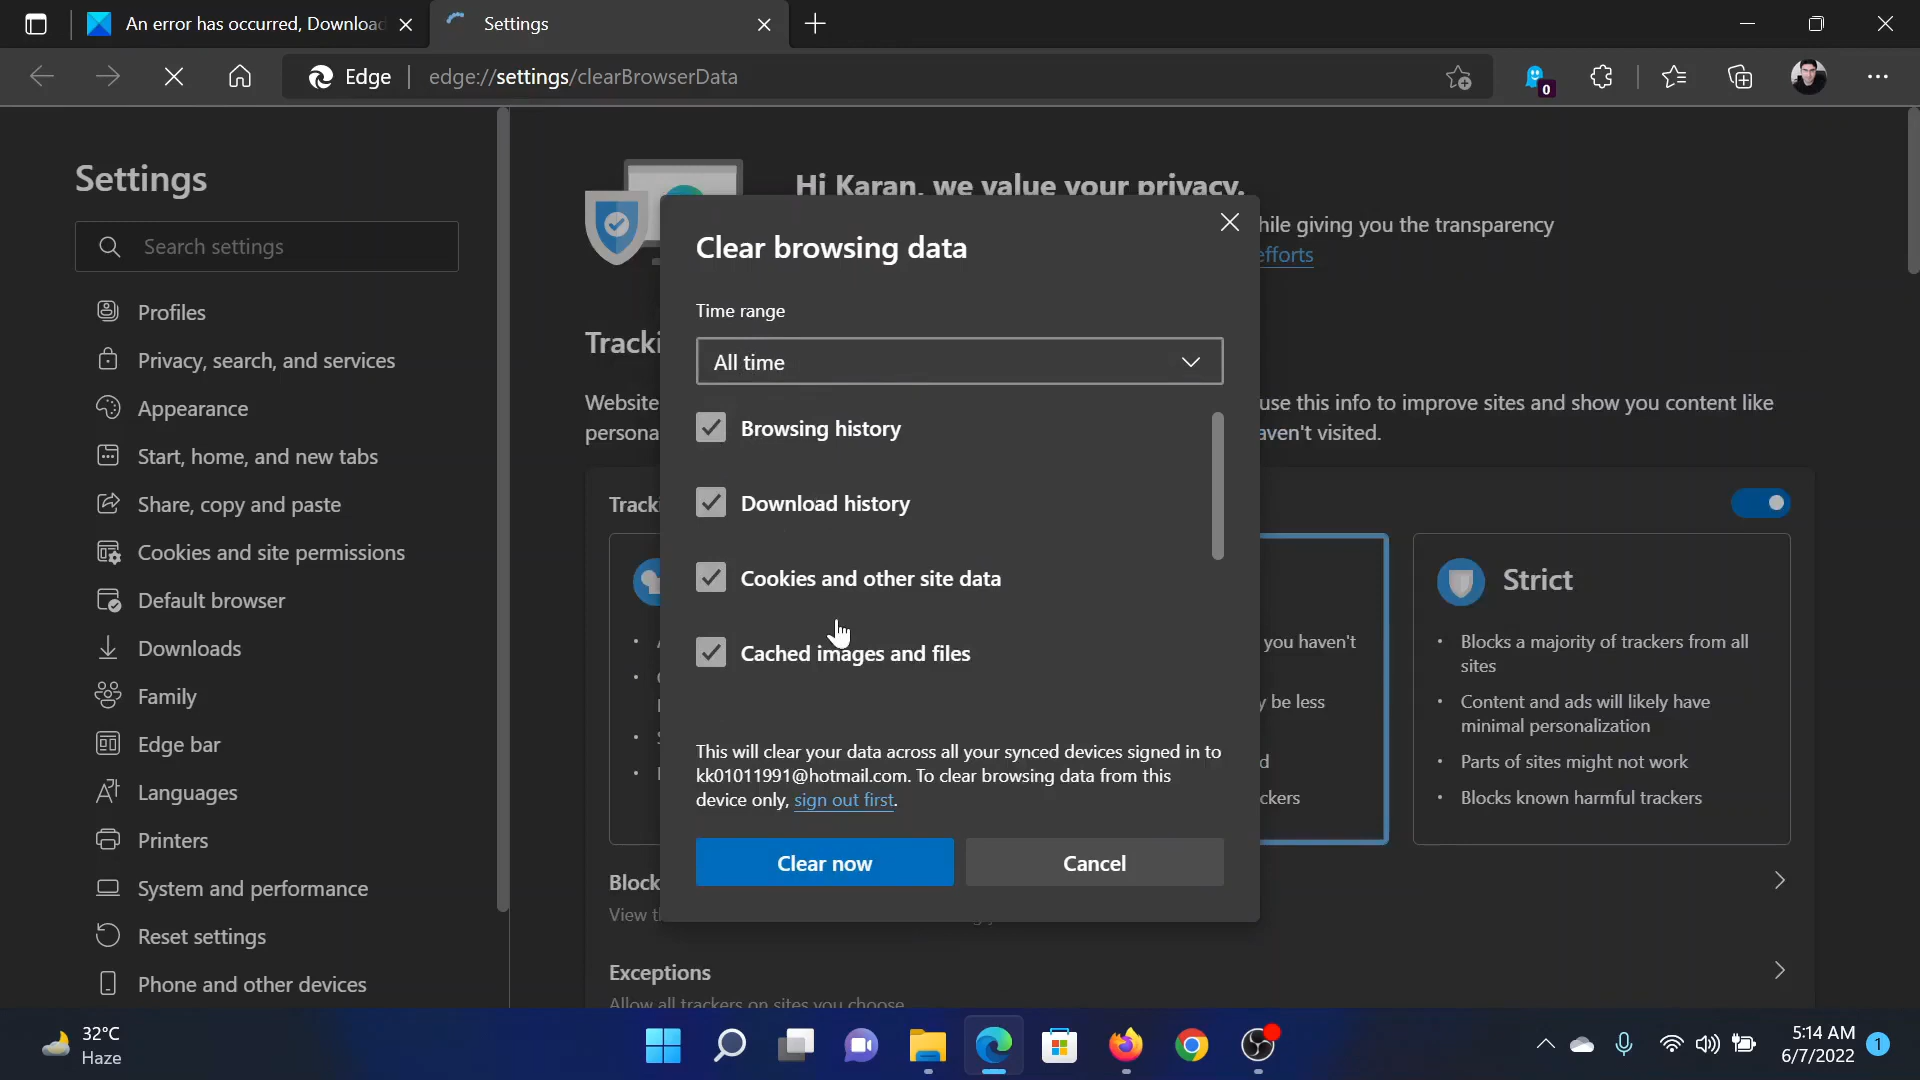 An error has occurred, Download
Settings
Edge
edge://settings/clearBrowserData
0
Settings
Search settings
Profiles
Privacy, search, and services
Appearance
Start, home, and new tabs
Share, copy and paste
Cookies and site permissions
Default browser
Downloads
Family
Edge bar
Languages
Printers
System and performance
Reset settings
Phone and other devices
Hi Karan, we value your privacy.
hile giving you the transparency
efforts
Tracki
Website
use this info to improve sites and show you content like
persona
aven't visited.
Tracki
you haven't
y be less
d
ckers
Strict
• Blocks a majority of trackers from all
sites
• Content and ads will likely have
minimal personalization
• Parts of sites might not work
• Blocks known harmful trackers
Block
View t
Exceptions
Allow all trackers on sites you choose
Clear browsing data
Time range
All time
Browsing history
Download history
Cookies and other site data
Cached images and files
This will clear your data across all your synced devices signed in to
kk01011991@hotmail.com. To clear browsing data from this
device only, sign out first.
Clear now
Cancel
32°C
Haze
5:14 AM
6/7/2022
1